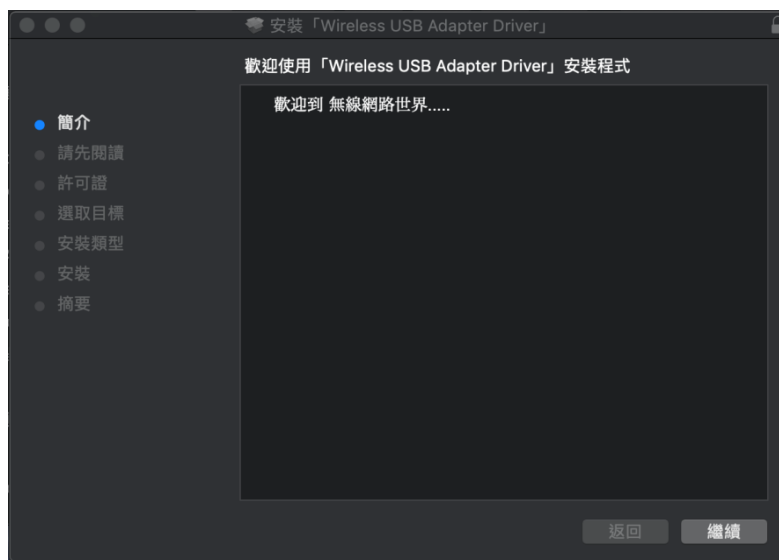 安裝「Wireless USB Adapter Driver」
歡迎使用「Wireless USB Adapter Driver」安裝程式
歡迎到 無線網路世界.....
簡介
請先閱讀
許可證
選取目標
安裝類型
安裝
摘要
返回
繼續